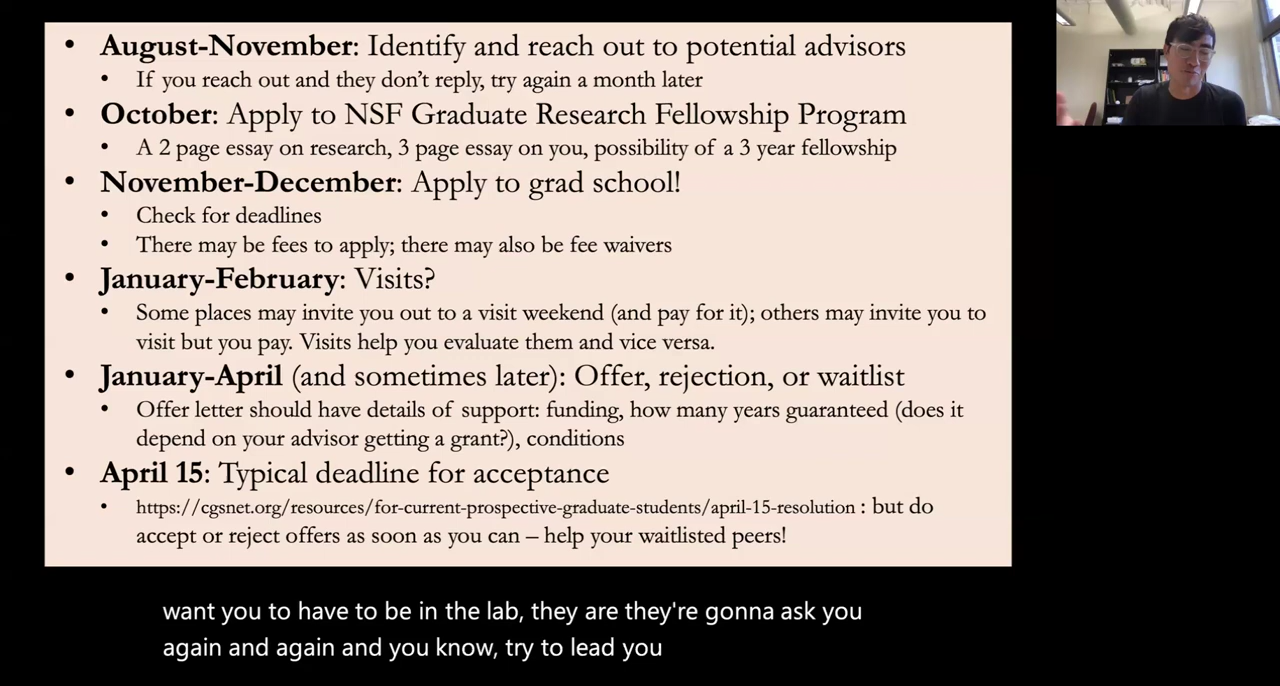 • August-November: Identify and reach out to potential advisors
• If you reach out and they don't reply, try again a month later
• October: Apply to NSF Graduate Research Fellowship Program
• A 2 page essay on research, 3 page essay on you, possibility of a 3 year fellowship
• November-December: Apply to grad school!
• Check for deadlines
• There may be fees to apply; there may also be fee waivers
• January-February: Visits?
• Some places may invite you out to a visit weekend (and pay for it); others may invite you to
visit but you pay. Visits help you evaluate them and vice versa.
• January-April (and sometimes later): Offer, rejection, or waitlist
• Offer letter should have details of support: funding, how many years guaranteed (does it
depend on your advisor getting a grant?), conditions
• April 15: Typical deadline for acceptance
• https://cgsnet.org/resources/for-current-prospective-graduate-students/april-15-resolution : but do
accept or reject offers as soon as you can – help your waitlisted peers!
want you to have to be in the lab, they are they're gonna ask you
again and again and you know, try to lead you